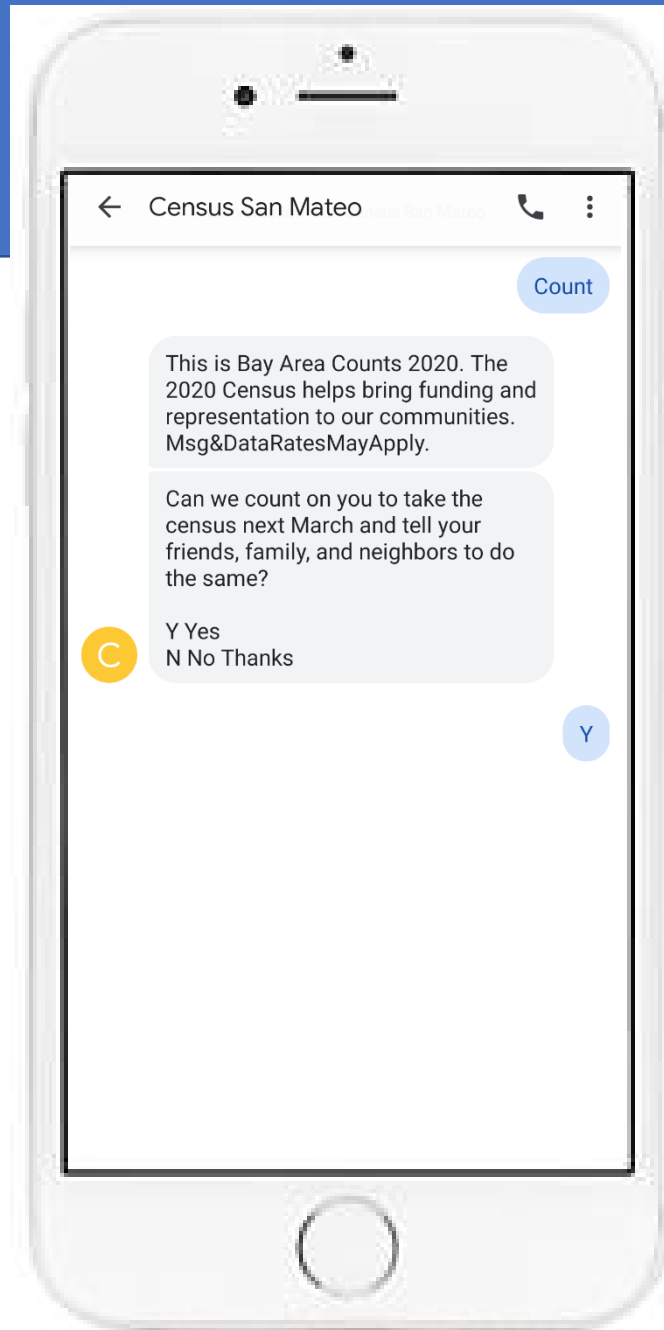 Census San Mateo
Count
This is Bay Area Counts 2020. The
2020 Census helps bring funding and
representation to our communities.
Msg&DataRatesMayApply.
Can we count on you to take the
census next March and tell your
friends, family, and neighbors to do
the same?
Y Yes
N No Thanks
C
Y